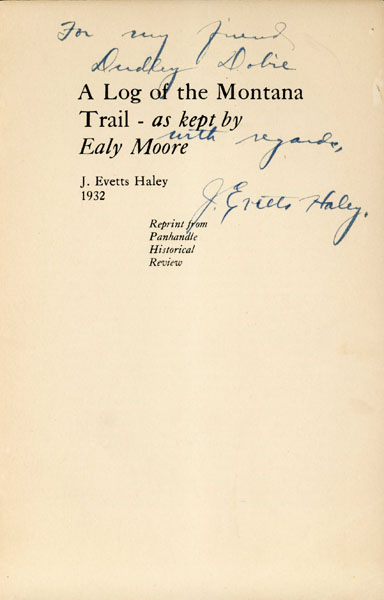 For my friend
Dudley Dobie
A Log of the Montana
Trail - as kept by
Ealy Moore
with regards,
J. Evetts Haley
1932
J. Evetts Haley.
Reprint from
Panhandle
Historical
Review